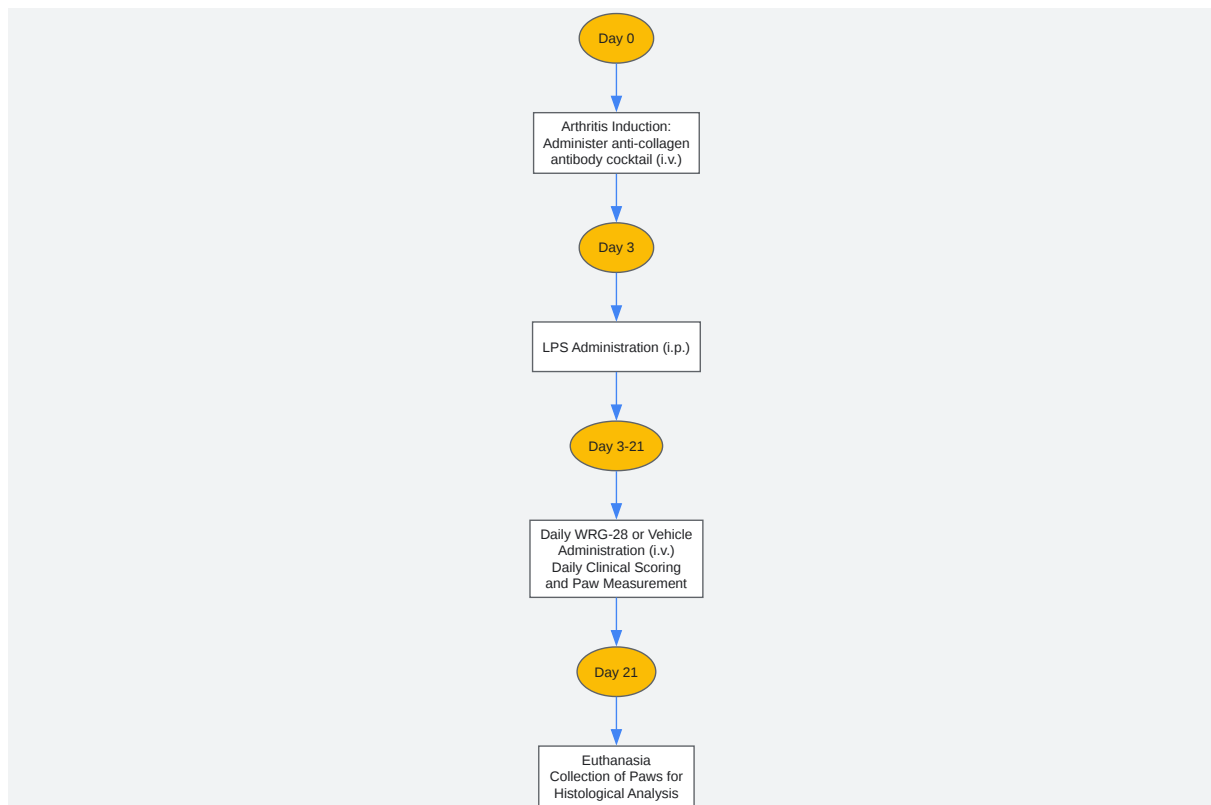 Day 0
Arthritis Induction:
Administer anti-collagen
antibody cocktail (i.v.)
Day 3
LPS Administration (i.p.)
Day 3-21
Daily WRG-28 or Vehicle
Administration (i.v.)
Daily Clinical Scoring
and Paw Measurement
Day 21
Euthanasia
Collection of Paws for
Histological Analysis